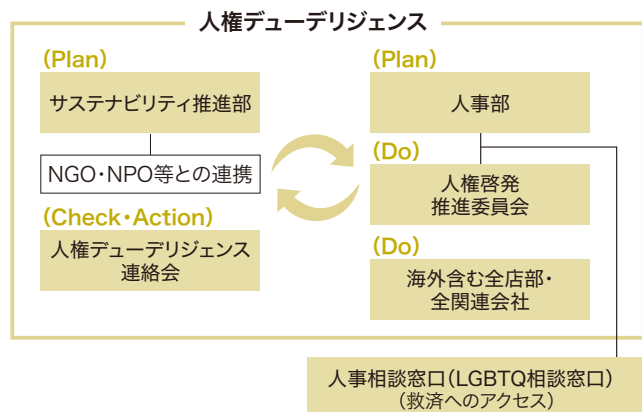 人権デューデリジェンス
(Plan)
サステナビリティ推進部
NGO・NPO等との連携
(Check・Action)
人権デューデリジェンス
連絡会
(Plan)
人事部
(Do)
人権啓発
推進委員会
(Do)
海外含む全店部・
全関連会社
人事相談窓口(LGBTQ相談窓口)
(救済へのアクセス)